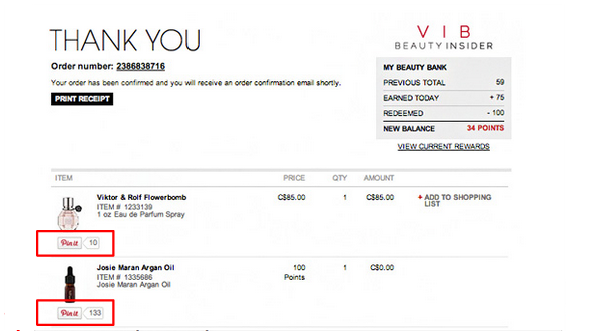 THANK YOU
VIB
BEAUTY INSIDER
Order number: 2386838716
Your order has been confirmed and you will receive an order confirmation email shortly.
PRINT RECEIPT
MY BEAUTY BANK
PREVIOUS TOTAL 59
EARNED TODAY + 75
REDEEMED - 100
NEW BALANCE 34 POINTS
VIEW CURRENT REWARDS
ITEM PRICE QTY AMOUNT
Viktor & Rolf Flowerbomb C$85.00 1 C$85.00 + ADD TO SHOPPING
LIST
ITEM # 1233139
1 oz Eau de Parfum Spray
Pin it 10
Josie Maran Argan Oil 100 1 C$0.00
Points
ITEM # 1335686
Josie Maran Argan Oil
Pin it 133